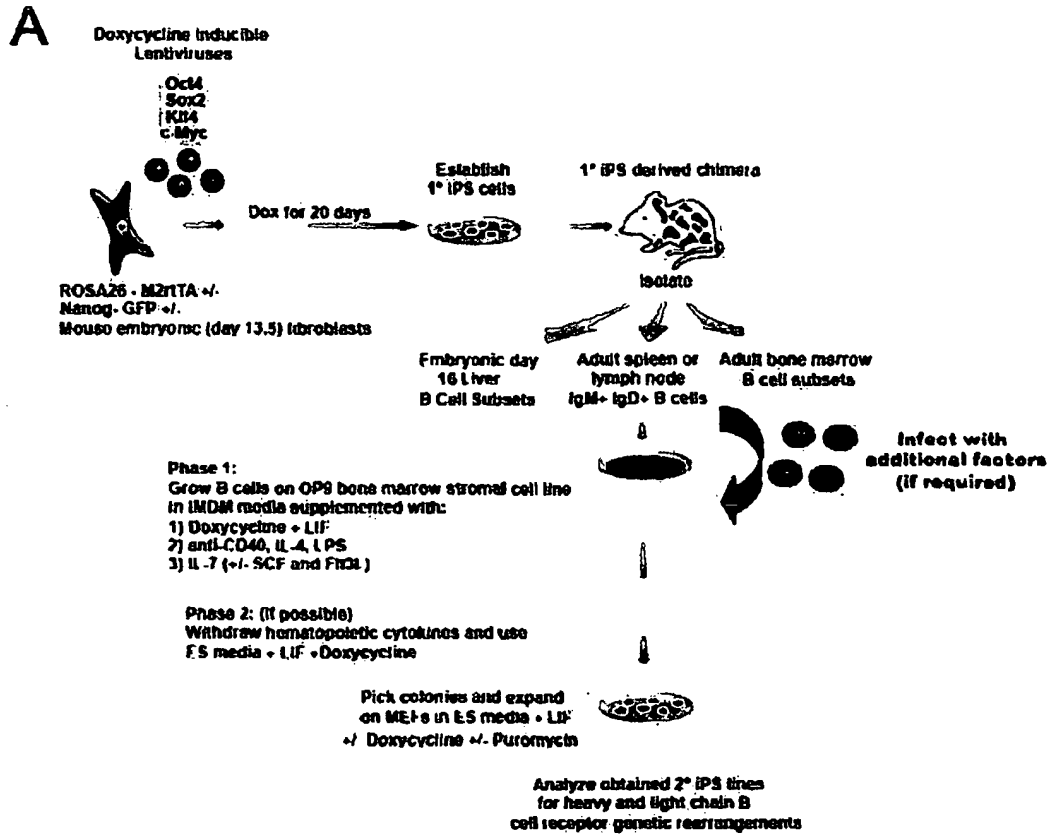 A
Doxycycline Inducible
Lentiviruses
Oct4
Sox2
Klf4
c-Myc
Establish
1° iPS cells
1° iPS derived chimera
Dox for 20 days
Isolate
ROSA26 - M2rtTA +/-
Nanog- GFP +/-
Mouse embryonic (day 13.5) fibroblasts
Embryonic day
16 Liver
B Cell Subsets
Adult spleen or
lymph node
IgM+ IgD+ B cells
Adult bone marrow
B cell subsets
Infect with
additional factors
(if required)
Phase 1:
Grow B cells on OP9 bone marrow stromal cell line
in IMDM media supplemented with:
1) Doxycycline + LIF
2) anti-CD40, IL-4, LPS
3) IL-7 (+/- SCF and Flt3L)
Phase 2: (if possible)
Withdraw hematopoietic cytokines and use
ES media + LIF +Doxycycline
Pick colonies and expand
on MEFs in ES media + LIF
+/- Doxycycline +/- Puromycin
Analyze obtained 2° iPS lines
for heavy and light chain B
cell receptor genetic rearrangements